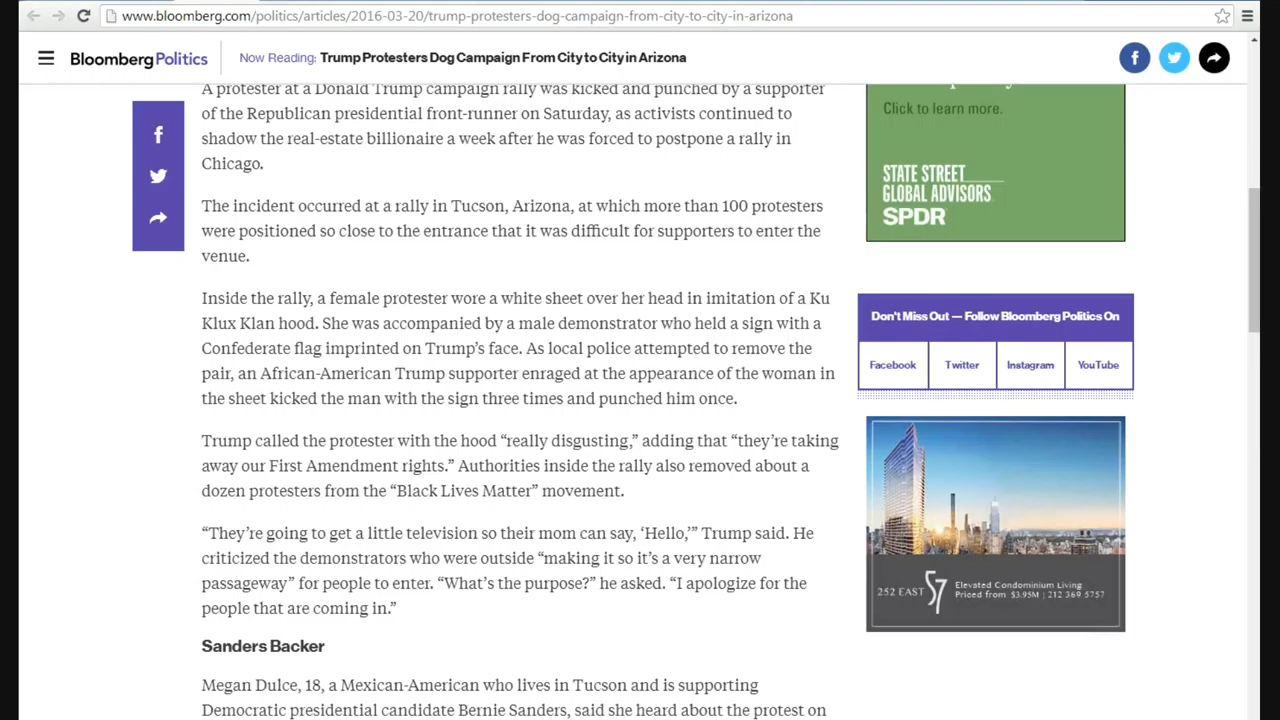 www.bloomberg.com/politics/articles/2016-03-20/trump-protesters-dog-campaign-from-city-to-city-in-arizona
BloombergPolitics
Now Reading: Trump Protesters Dog Campaign From City to City in Arizona
A protester at a Donald Trump campaign rally was kicked and punched by a supporter
of the Republican presidential front-runner on Saturday, as activists continued to
shadow the real-estate billionaire a week after he was forced to postpone a rally in
Chicago.
The incident occurred at a rally in Tucson, Arizona, at which more than 100 protesters
were positioned so close to the entrance that it was difficult for supporters to enter the
venue.
Inside the rally, a female protester wore a white sheet over her head in imitation of a Ku
Klux Klan hood. She was accompanied by a male demonstrator who held a sign with a
Confederate flag imprinted on Trump’s face. As local police attempted to remove the
pair, an African-American Trump supporter enraged at the appearance of the woman in
the sheet kicked the man with the sign three times and punched him once.
Trump called the protester with the hood “really disgusting,” adding that “they’re taking
away our First Amendment rights.” Authorities inside the rally also removed about a
dozen protesters from the “Black Lives Matter” movement.
“They’re going to get a little television so their mom can say, ‘Hello,’” Trump said. He
criticized the demonstrators who were outside “making it so it’s a very narrow
passageway” for people to enter. “What’s the purpose?” he asked. “I apologize for the
people that are coming in.”
Sanders Backer
Megan Dulce, 18, a Mexican-American who lives in Tucson and is supporting
Democratic presidential candidate Bernie Sanders, said she heard about the protest on
Click to learn more.
STATE STREET
GLOBAL ADVISORS
SPDR
Don't Miss Out — Follow Bloomberg Politics On
Facebook
Twitter
Instagram
YouTube
252 EAST 57
Elevated Condominium Living
Priced from $3.95M | 212 369 5757